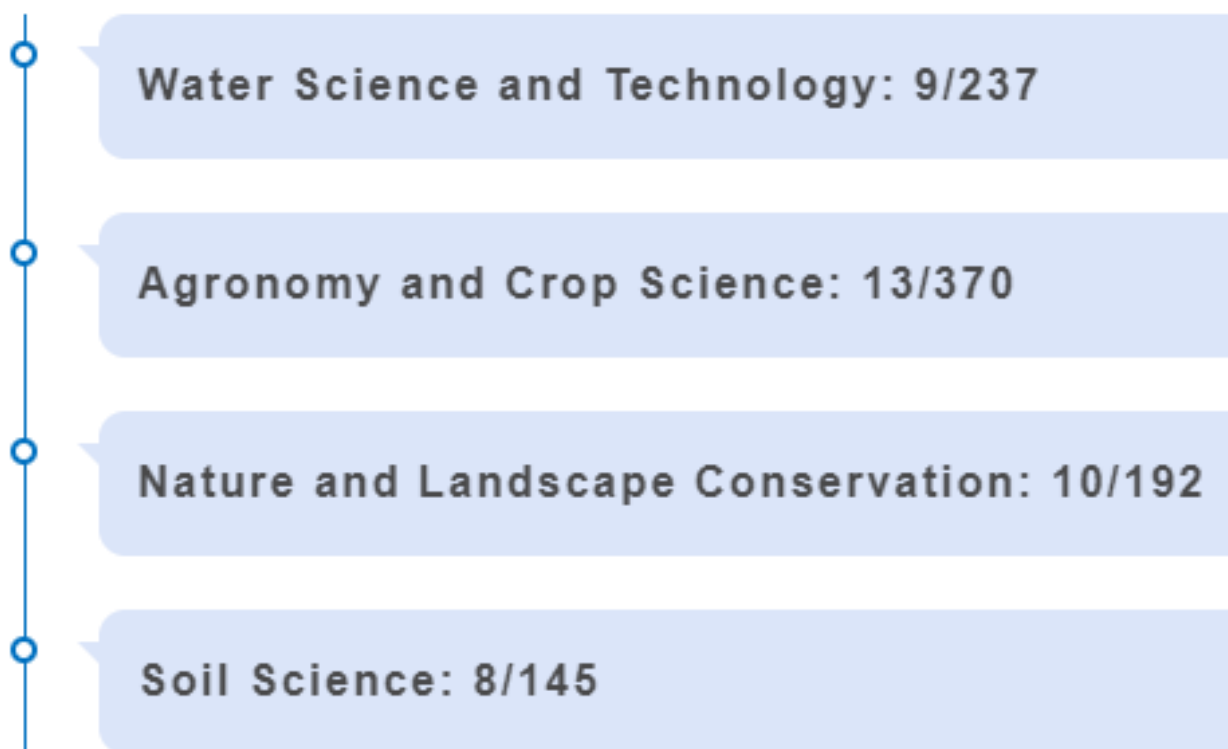 Water Science and Technology: 9/237
Agronomy and Crop Science: 13/370
Nature and Landscape Conservation: 10/192
Soil Science: 8/145